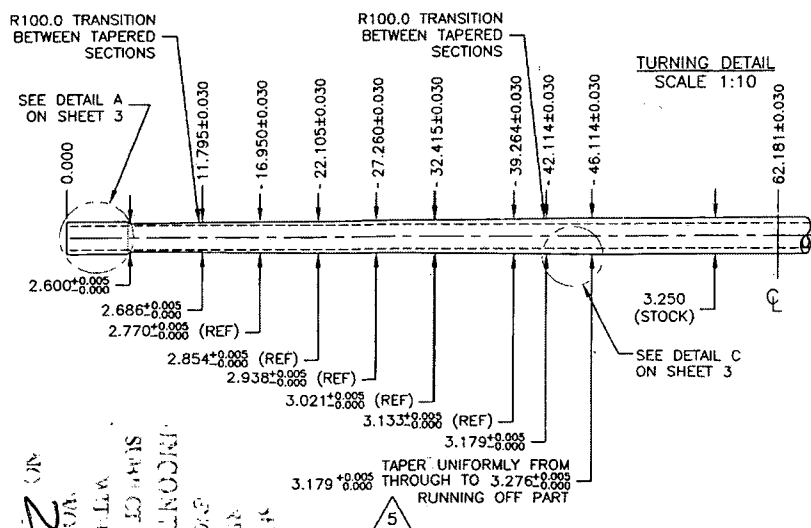 R100.0 TRANSITION
BETWEEN TAPERED
SECTIONS
R100.0 TRANSITION
BETWEEN TAPERED
SECTIONS
TURNING DETAIL
SCALE 1:10
SEE DETAIL A
ON SHEET 3
0.000
11.795±0.030
16.950±0.030
22.105±0.030
27.260±0.030
32.415±0.030
39.264±0.030
42.114±0.030
46.114±0.030
62.181±0.030
2.600+0.005 -0.000
2.686+0.005 -0.000
2.770+0.005 -0.000 (REF)
2.854+0.005 -0.000 (REF)
2.938+0.005 -0.000 (REF)
3.021+0.005 -0.000 (REF)
3.133+0.005 -0.000 (REF)
3.179+0.005 -0.000
3.250
(STOCK)
℄
SEE DETAIL C
ON SHEET 3
TAPER UNIFORMLY FROM
3.179 +0.005 -0.000 THROUGH TO 3.276+0.005 -0.000
RUNNING OFF PART
5